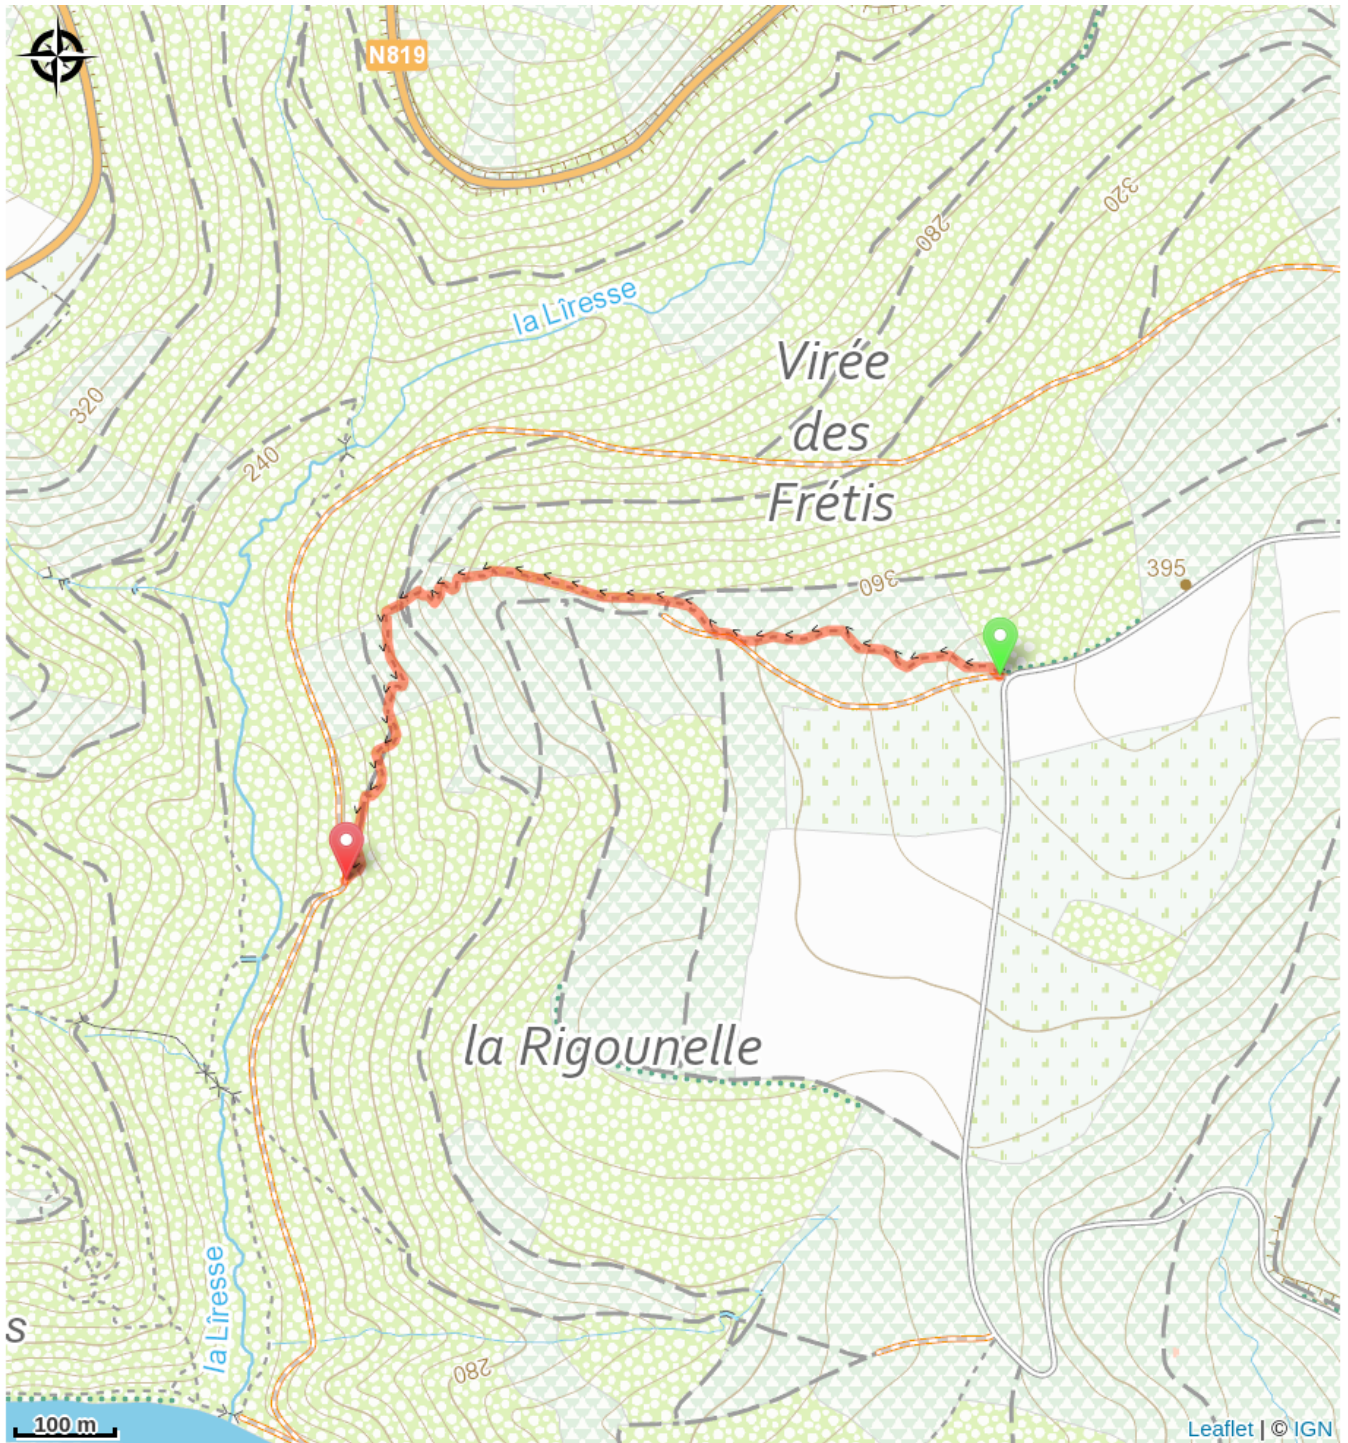 N819
320
280
la Lîresse
Virée
des
Frétis
320
240
395
360
la Rigounelle
la Lîresse
s
280
100 m
Leaflet | © IGN